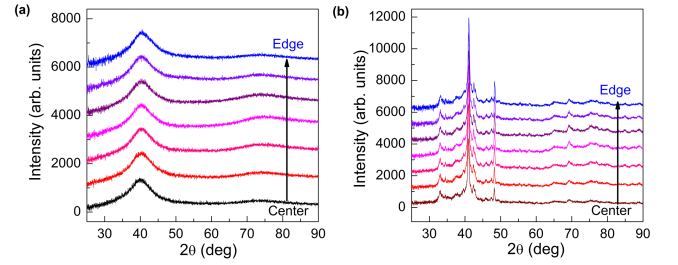 (a)
8000
6000
4000
2000
0
30 40 50 60 70 80 90
2θ (deg)
Intensity (arb. units)
Edge
Center
(b)
12000
10000
8000
6000
4000
2000
0
30 40 50 60 70 80 90
2θ (deg)
Intensity (arb. units)
Edge
Center